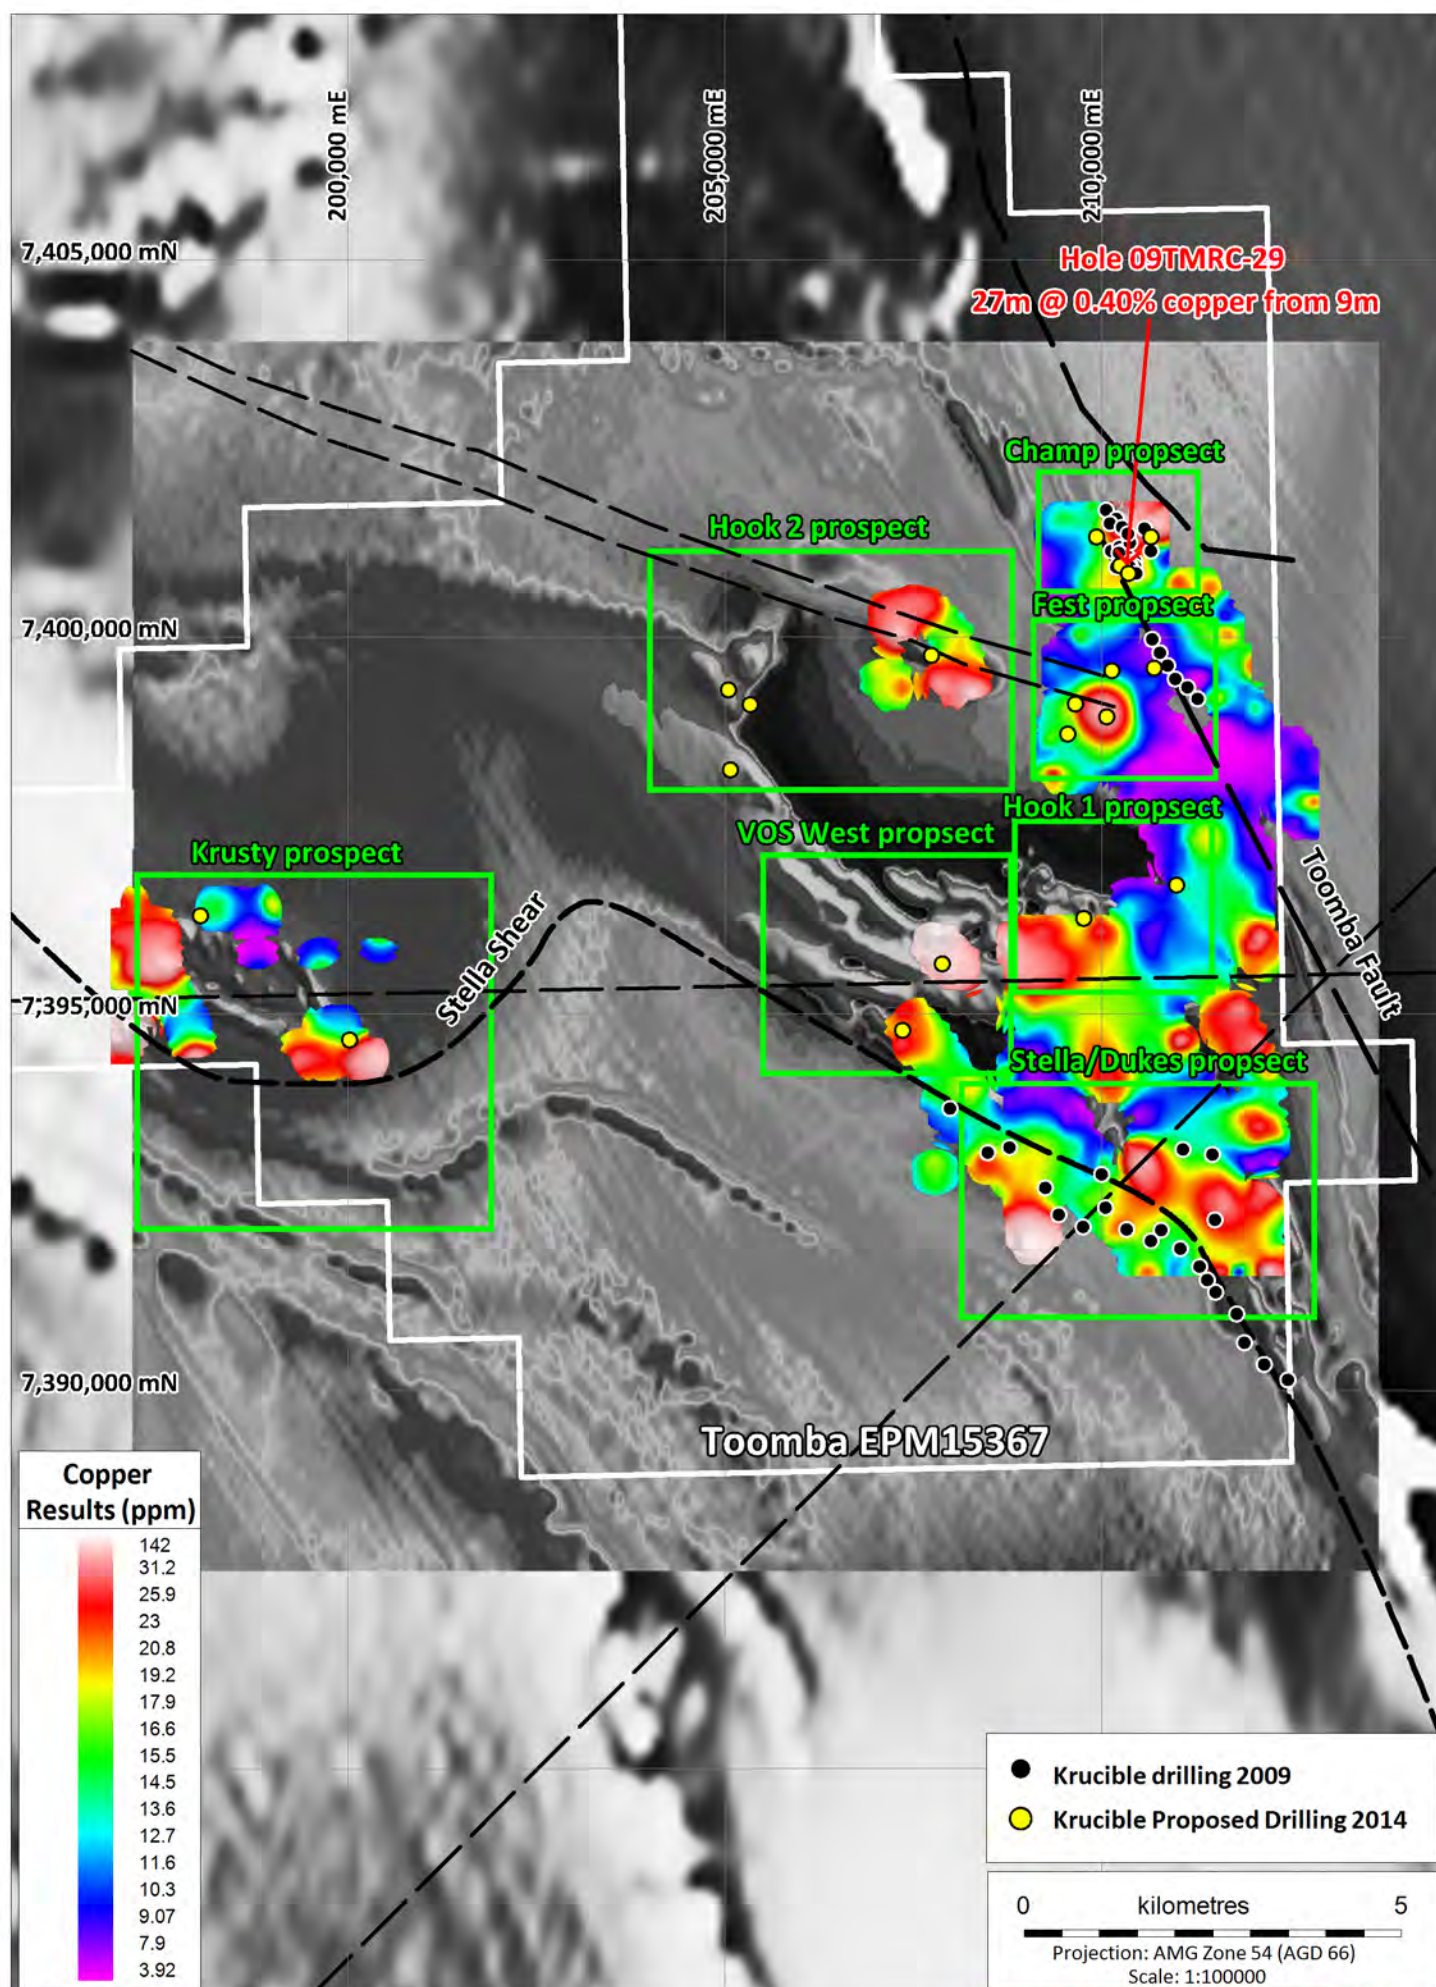 200,000 mE
205,000 mE
210,000 mE
7,405,000 mN
Hole 09TMRC-29
27m @ 0.40% copper from 9m
Champ propsect
Hook 2 prospect
Fest propsect
7,400,000 mN
Hook 1 propsect
VOS West propsect
Krusty prospect
Stella Shear
Toomba Fault
7,395,000 mN
Stella/Dukes propsect
7,390,000 mN
Toomba EPM15367
Copper
Results (ppm)
142
31.2
25.9
23
20.8
19.2
17.9
16.6
15.5
14.5
13.6
12.7
11.6
10.3
9.07
7.9
3.92
Krucible drilling 2009
Krucible Proposed Drilling 2014
0 kilometres 5
Projection: AMG Zone 54 (AGD 66)
Scale: 1:100000